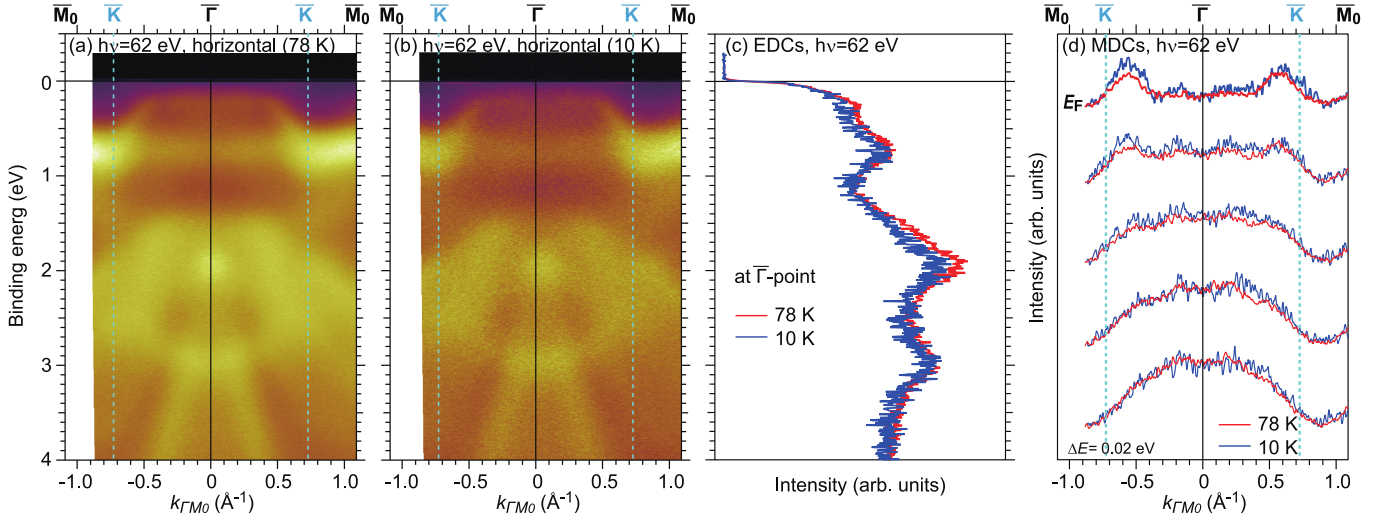 M̅₀ K̅ Γ̅ K̅ M̅₀ M̅₀ K̅ Γ̅ K̅ M̅₀ M̅₀ K̅ Γ̅ K̅ M̅₀
(a) hν=62 eV, horizontal (78 K)
(b) hν=62 eV, horizontal (10 K)
(c) EDCs, hν=62 eV
(d) MDCs, hν=62 eV
Binding energ (eV)
0
1
2
3
4
-1.0 -0.5 0.0 0.5 1.0
k_ΓM0 (Å⁻¹)
-1.0 -0.5 0.0 0.5 1.0
k_ΓM0 (Å⁻¹)
at Γ̅-point
78 K
10 K
Intensity (arb. units)
Intensity (arb. units)
E_F
78 K
10 K
ΔE= 0.02 eV
-1.0 -0.5 0.0 0.5 1.0
k_ΓM0 (Å⁻¹)